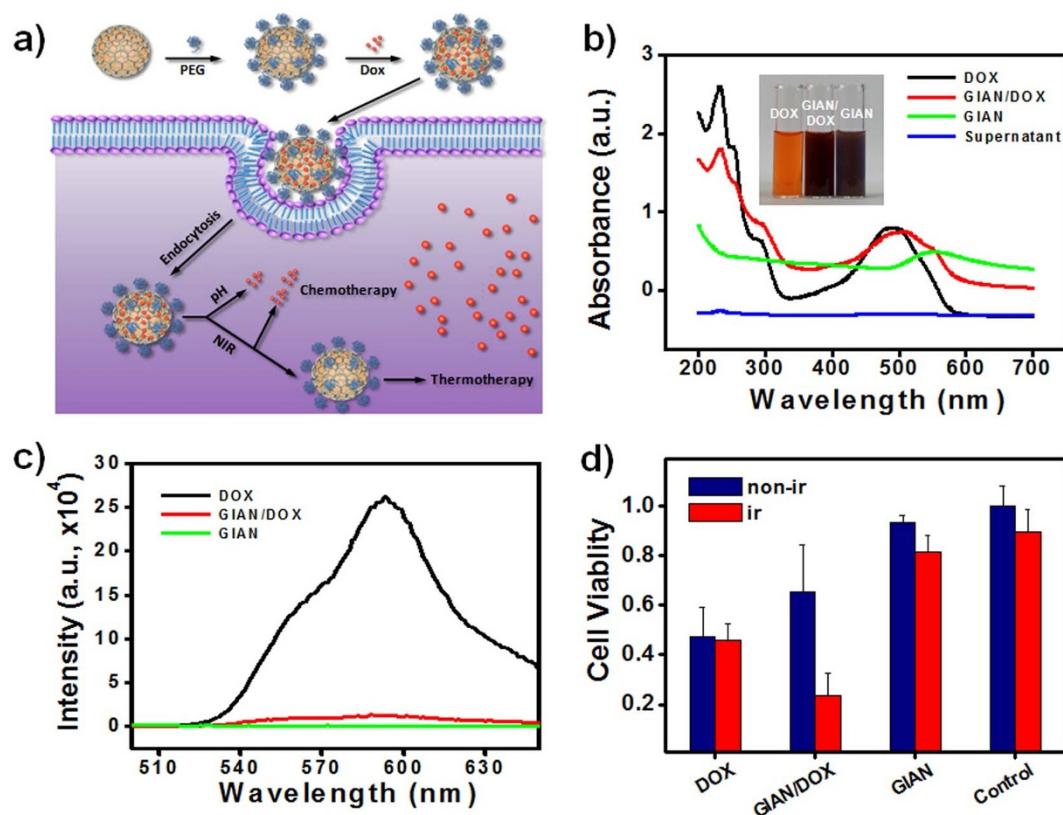 a)
PEG
Dox
Endocytosis
pH
Chemotherapy
NIR
Thermotherapy
b)
3
2
1
0
Absorbance (a.u.)
DOX
GIAN/DOX
GIAN
Supernatant
DOX
GIAN/
DOX
GIAN
200 300 400 500 600 700
Wavelength (nm)
c)
30
25
20
15
10
5
0
Intensity (a.u., x10⁴)
DOX
GIAN/DOX
GIAN
510 540 570 600 630
Wavelength (nm)
d)
non-ir
ir
1.0
0.8
0.6
0.4
0.2
Cell Viablity
DOX
GIAN/DOX
GIAN
Control